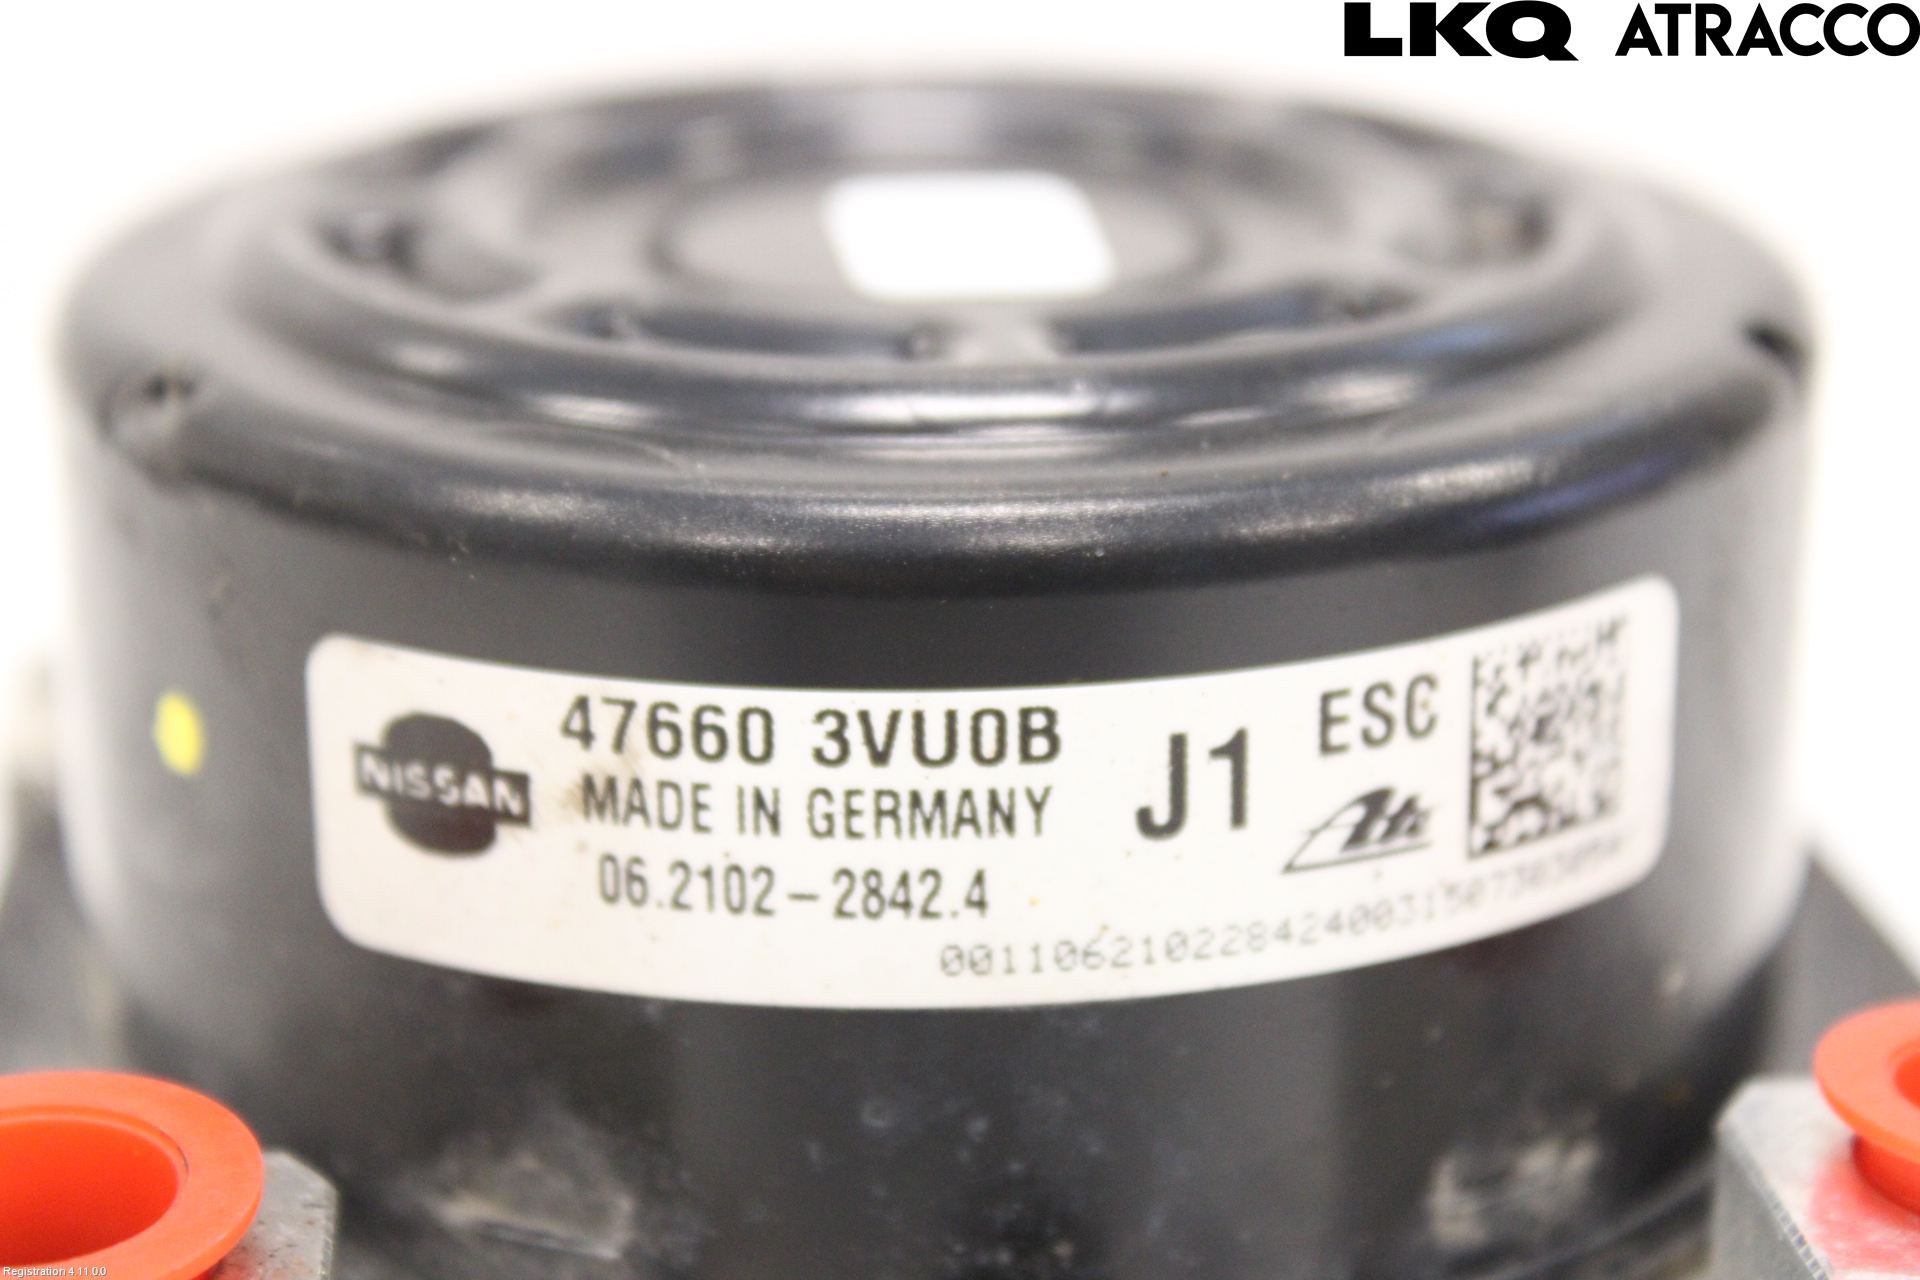 LKQ ATRACCO
NISSAN
47660 3VU0B
MADE IN GERMANY
06.2102-2842.4
J1
ESC
Ate
Registration 4.11.0.0